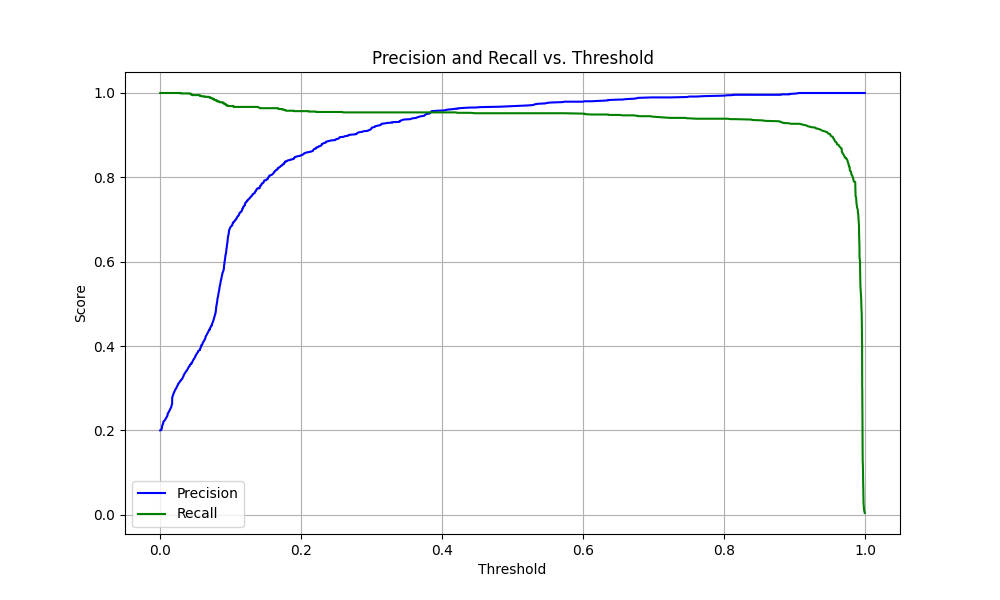 Precision and Recall vs. Threshold
Score
1.0
0.8
0.6
0.4
0.2
0.0
Precision
Recall
0.0 0.2 0.4 0.6 0.8 1.0
Threshold